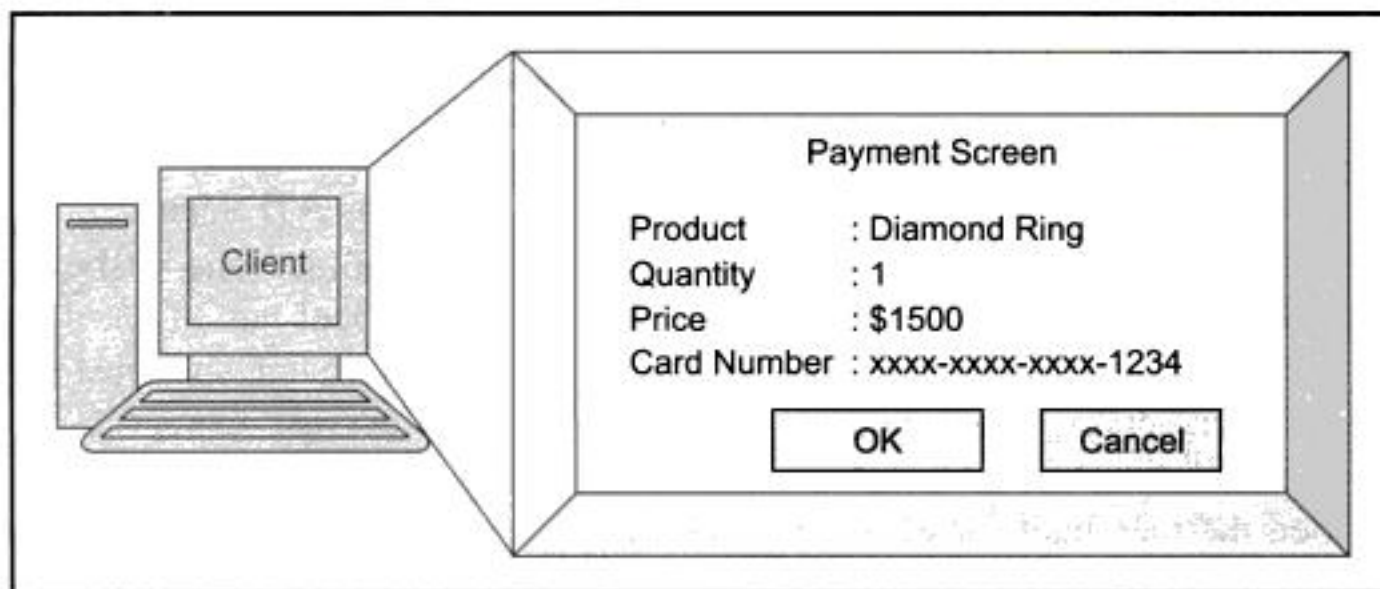 Client
Payment Screen
Product : Diamond Ring
Quantity : 1
Price : $1500
Card Number : xxxx-xxxx-xxxx-1234
OK Cancel